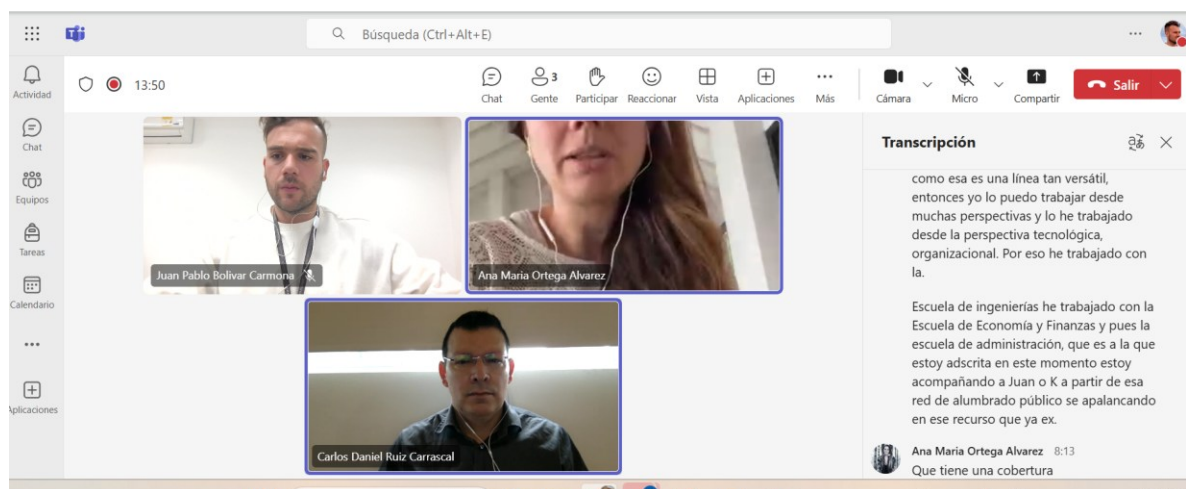 Búsqueda (Ctrl+Alt+E)
Actividad
Chat
Equipos
Tareas
Calendario
Aplicaciones
13:50
Chat
3
Gente
Participar
Reaccionar
Vista
Aplicaciones
Más
Cámara
Micro
Compartir
Salir
Juan Pablo Bolivar Carmona
Ana Maria Ortega Alvarez
Carlos Daniel Ruiz Carrascal
Transcripción
como esa es una línea tan versátil,
entonces yo lo puedo trabajar desde
muchas perspectivas y lo he trabajado
desde la perspectiva tecnológica,
organizacional. Por eso he trabajado con
la.
Escuela de ingenierías he trabajado con la
Escuela de Economía y Finanzas y pues la
escuela de administración, que es a la que
estoy adscrita en este momento estoy
acompañando a Juan o K a partir de esa
red de alumbrado público se apalancando
en ese recurso que ya ex.
Ana Maria Ortega Alvarez 8:13
Que tiene una cobertura